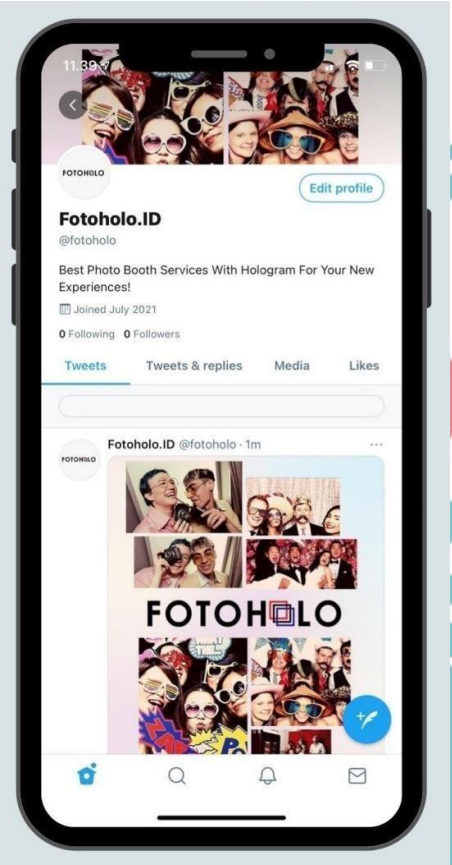 11.39
FOTOHOLO
Edit profile
Fotoholo.ID
@fotoholo
Best Photo Booth Services With Hologram For Your New
Experiences!
Joined July 2021
0 Following 0 Followers
Tweets Tweets & replies Media Likes
Fotoholo.ID @fotoholo · 1m
FOTOHOLO
FOTOHOLO
ZAP